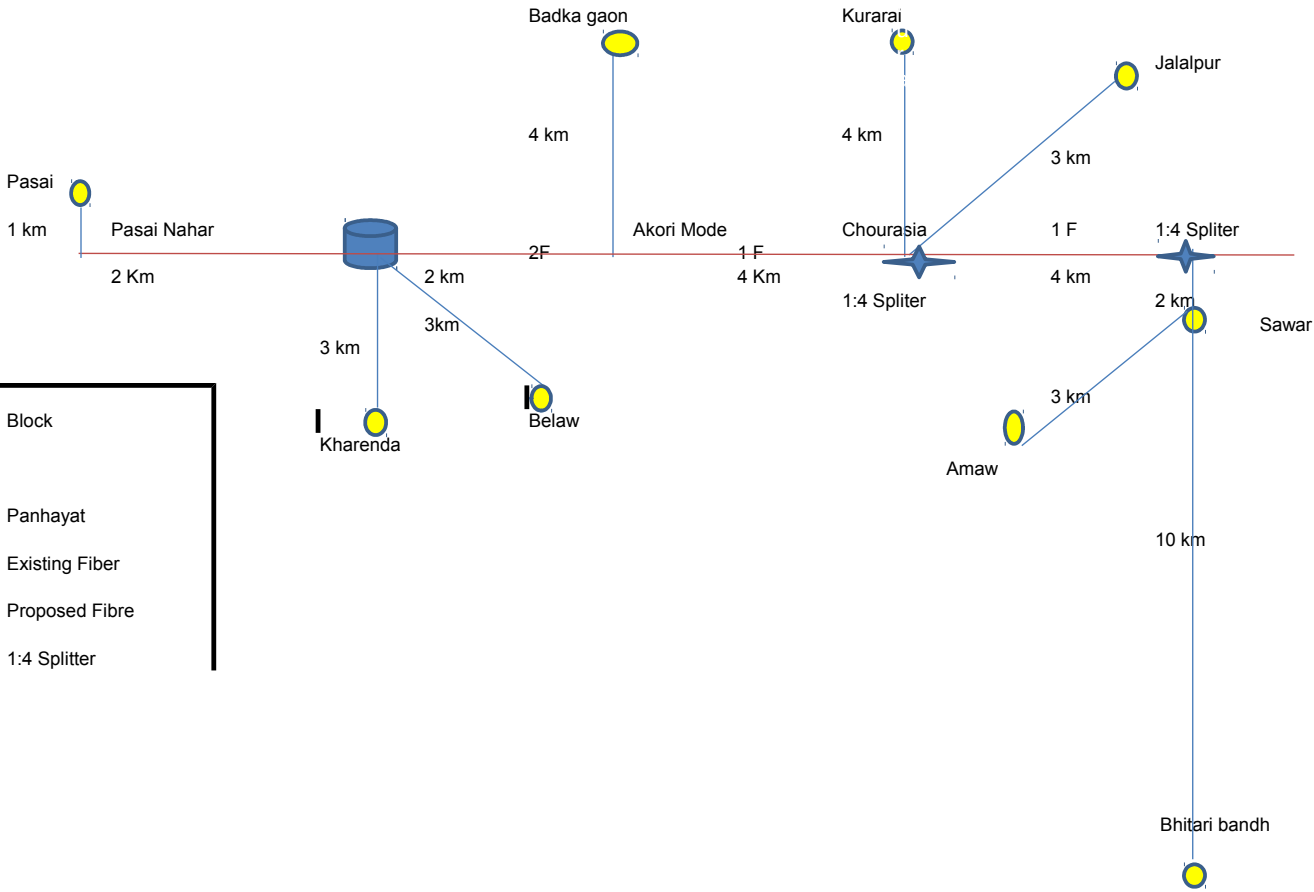 Badka gaon
Kurarai
Jalalpur
4 km
4 km
3 km
Pasai
1 km
Pasai Nahar
Akori Mode
Chourasia
1 F
1:4 Spliter
2F
1 F
2 Km
2 km
4 Km
4 km
1:4 Spliter
2 km
Sawar
3km
3 km
3 km
Block
Belaw
Kharenda
Amaw
Panhayat
10 km
Existing Fiber
Proposed Fibre
1:4 Splitter
Bhitari bandh